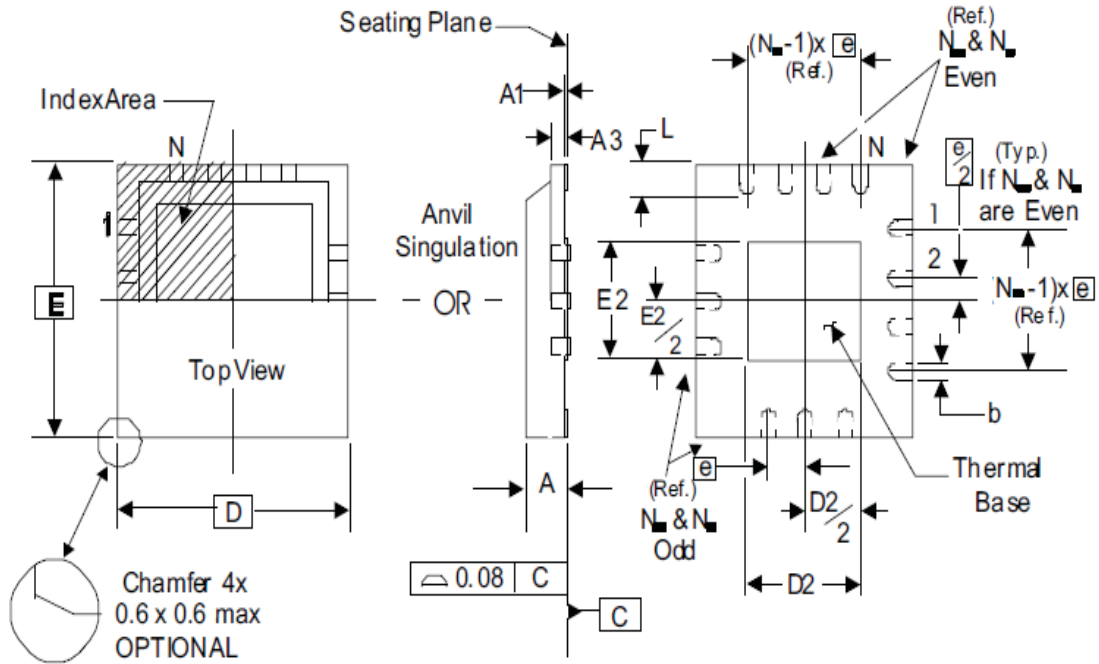 Seating Plane
IndexArea
N
1
E
TopView
D
Chamfer 4x
0.6 x 0.6 max
OPTIONAL
A1
A3
L
Anvil
Singulation
OR
A
0.08 C
C
(N -1)x e
(Ref.)
(Ref.)
N & N
Even
N
e/2
(Typ.)
If N & N
are Even
1
2
(N -1)x e
(Ref.)
E2
E2/2
b
Thermal
Base
e
(Ref.)
N & N
Odd
D2/2
D2